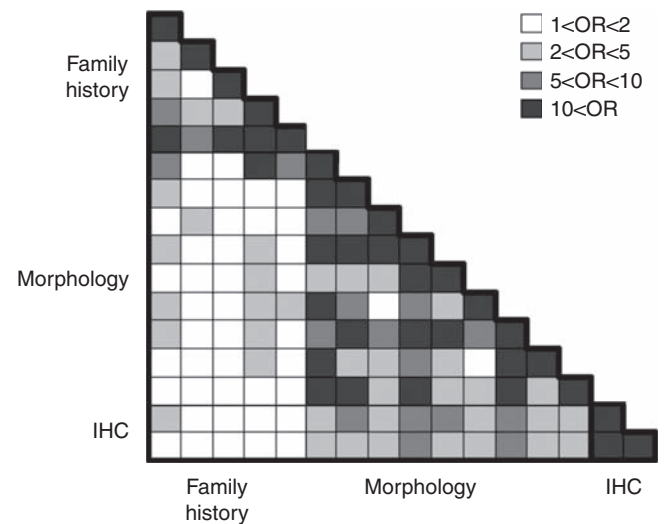 1<OR<2
2<OR<5
5<OR<10
10<OR
Family
history
Morphology
IHC
Family
history
Morphology
IHC